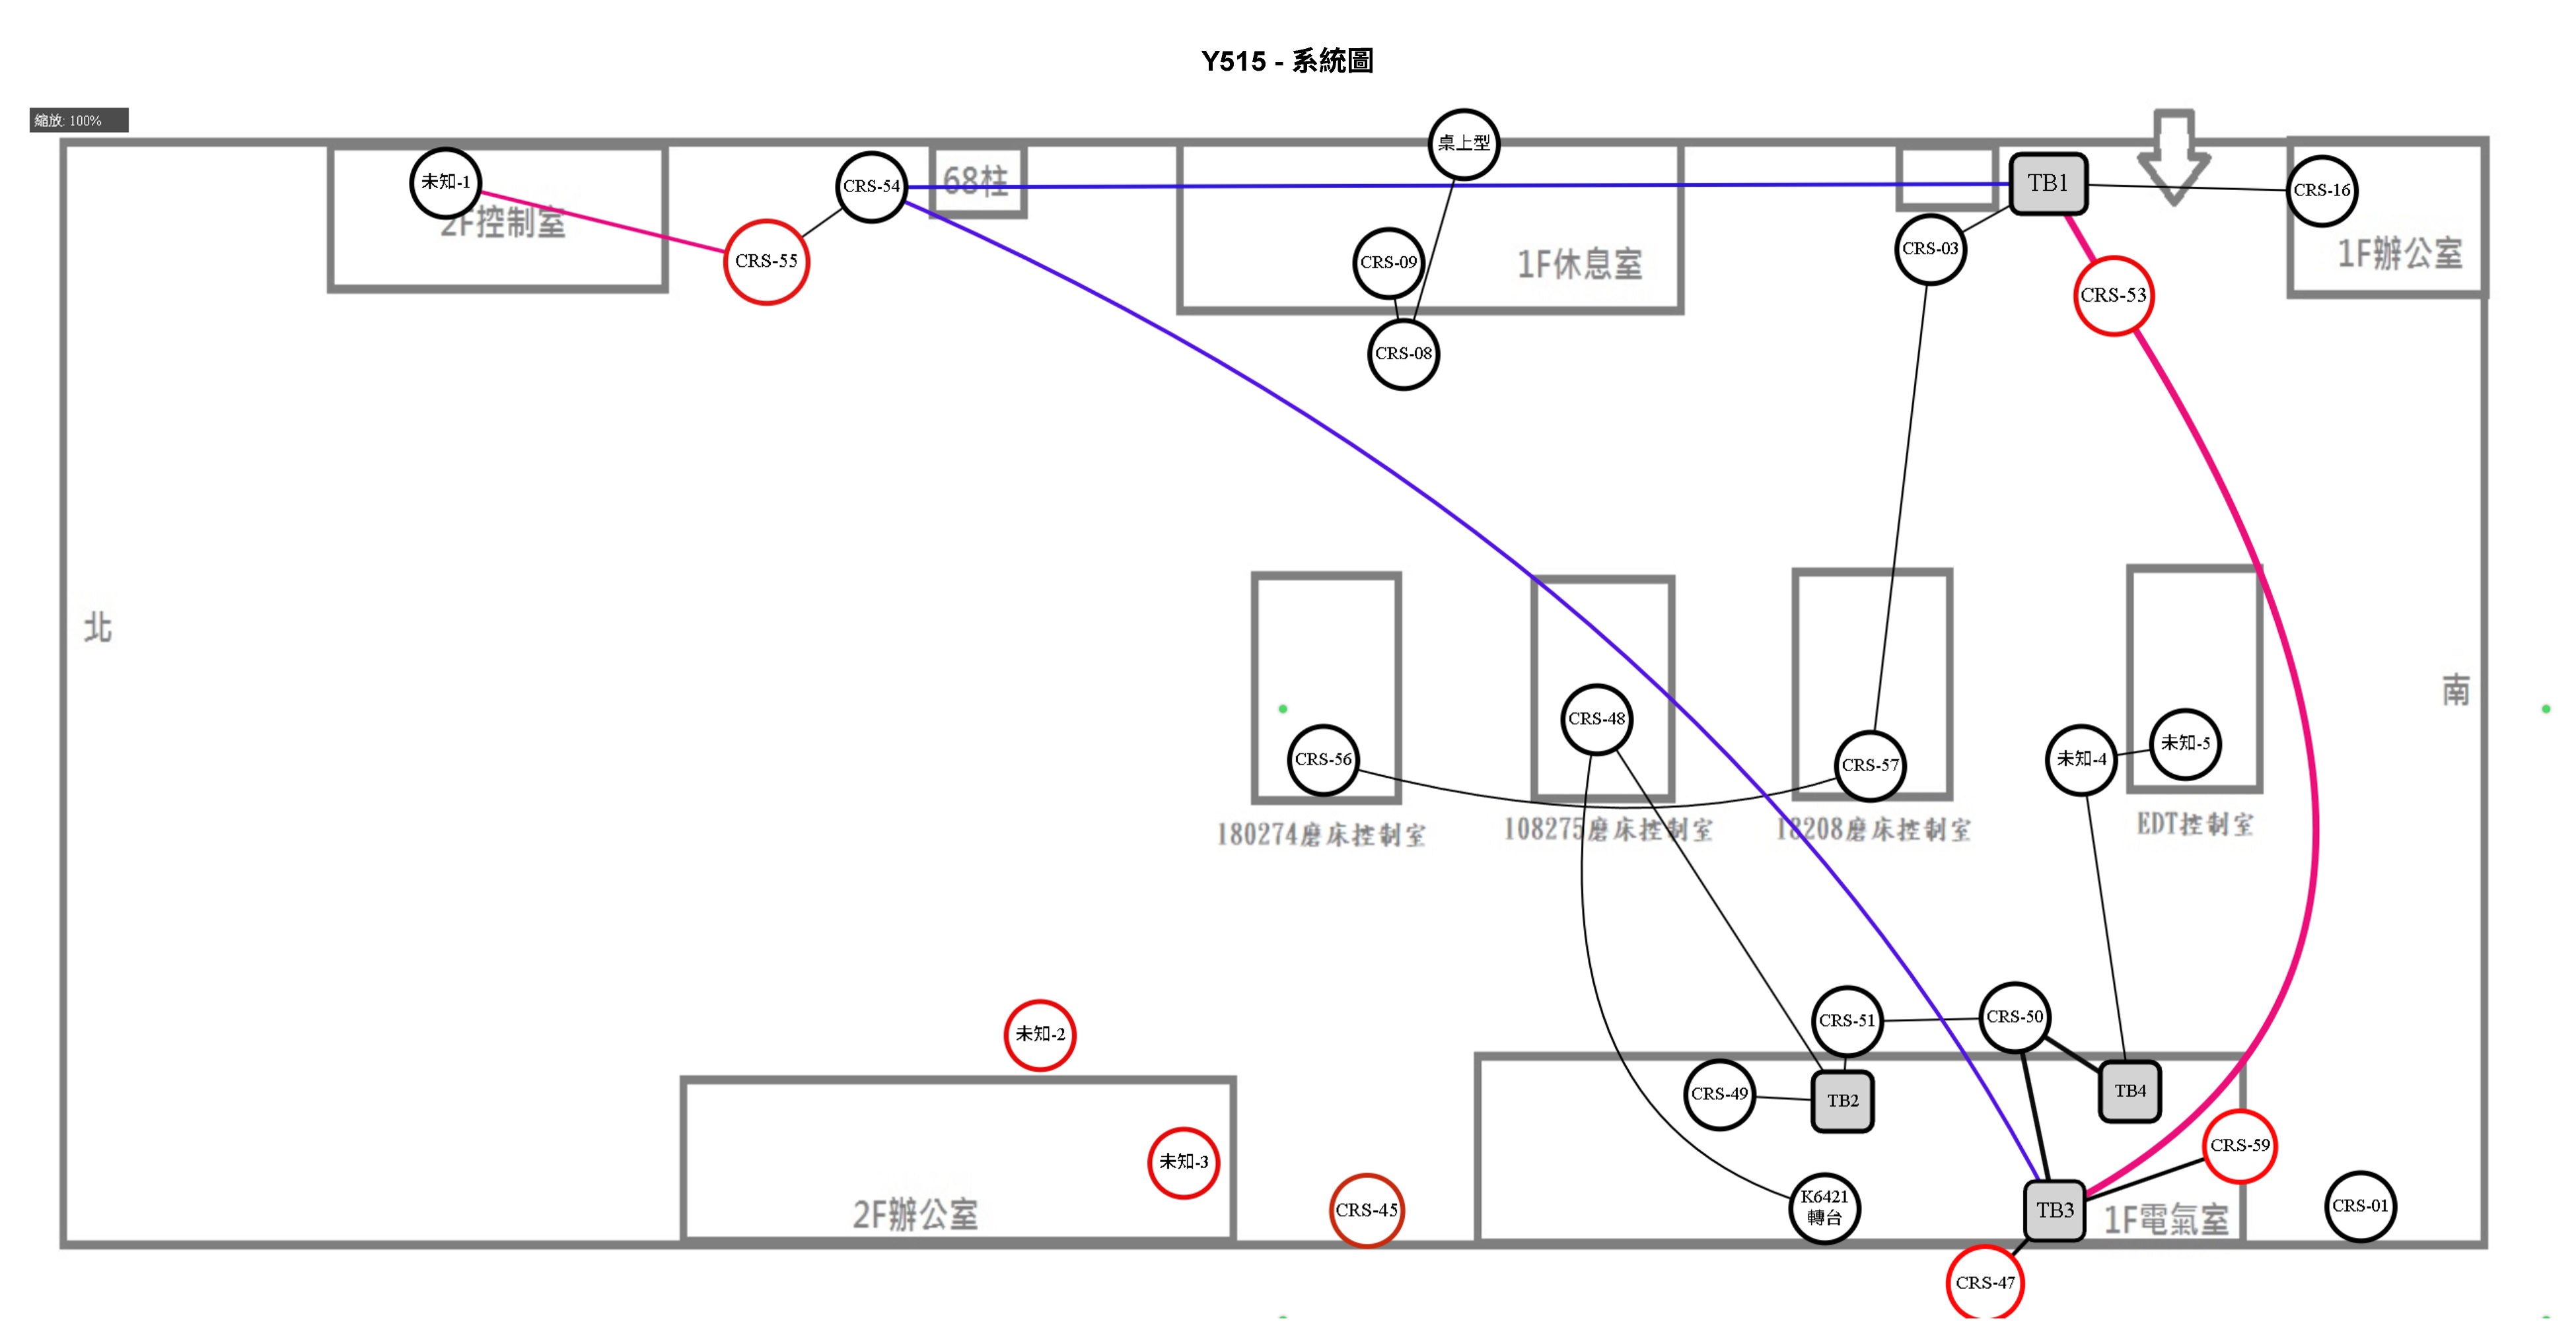 Y515 - 系統圖
縮放: 100%
桌上型
未知-1
CRS-54
68柱
TB1
CRS-16
2F控制室
CRS-55
CRS-09
1F休息室
CRS-03
1F辦公室
CRS-53
CRS-08
北
南
CRS-56
CRS-48
CRS-57
未知-4
未知-5
180274磨床控制室
108275磨床控制室
18208磨床控制室
EDT控制室
未知-2
CRS-51
CRS-50
CRS-49
TB2
TB4
未知-3
CRS-59
2F辦公室
CRS-45
K6421
轉台
TB3
1F電氣室
CRS-01
CRS-47